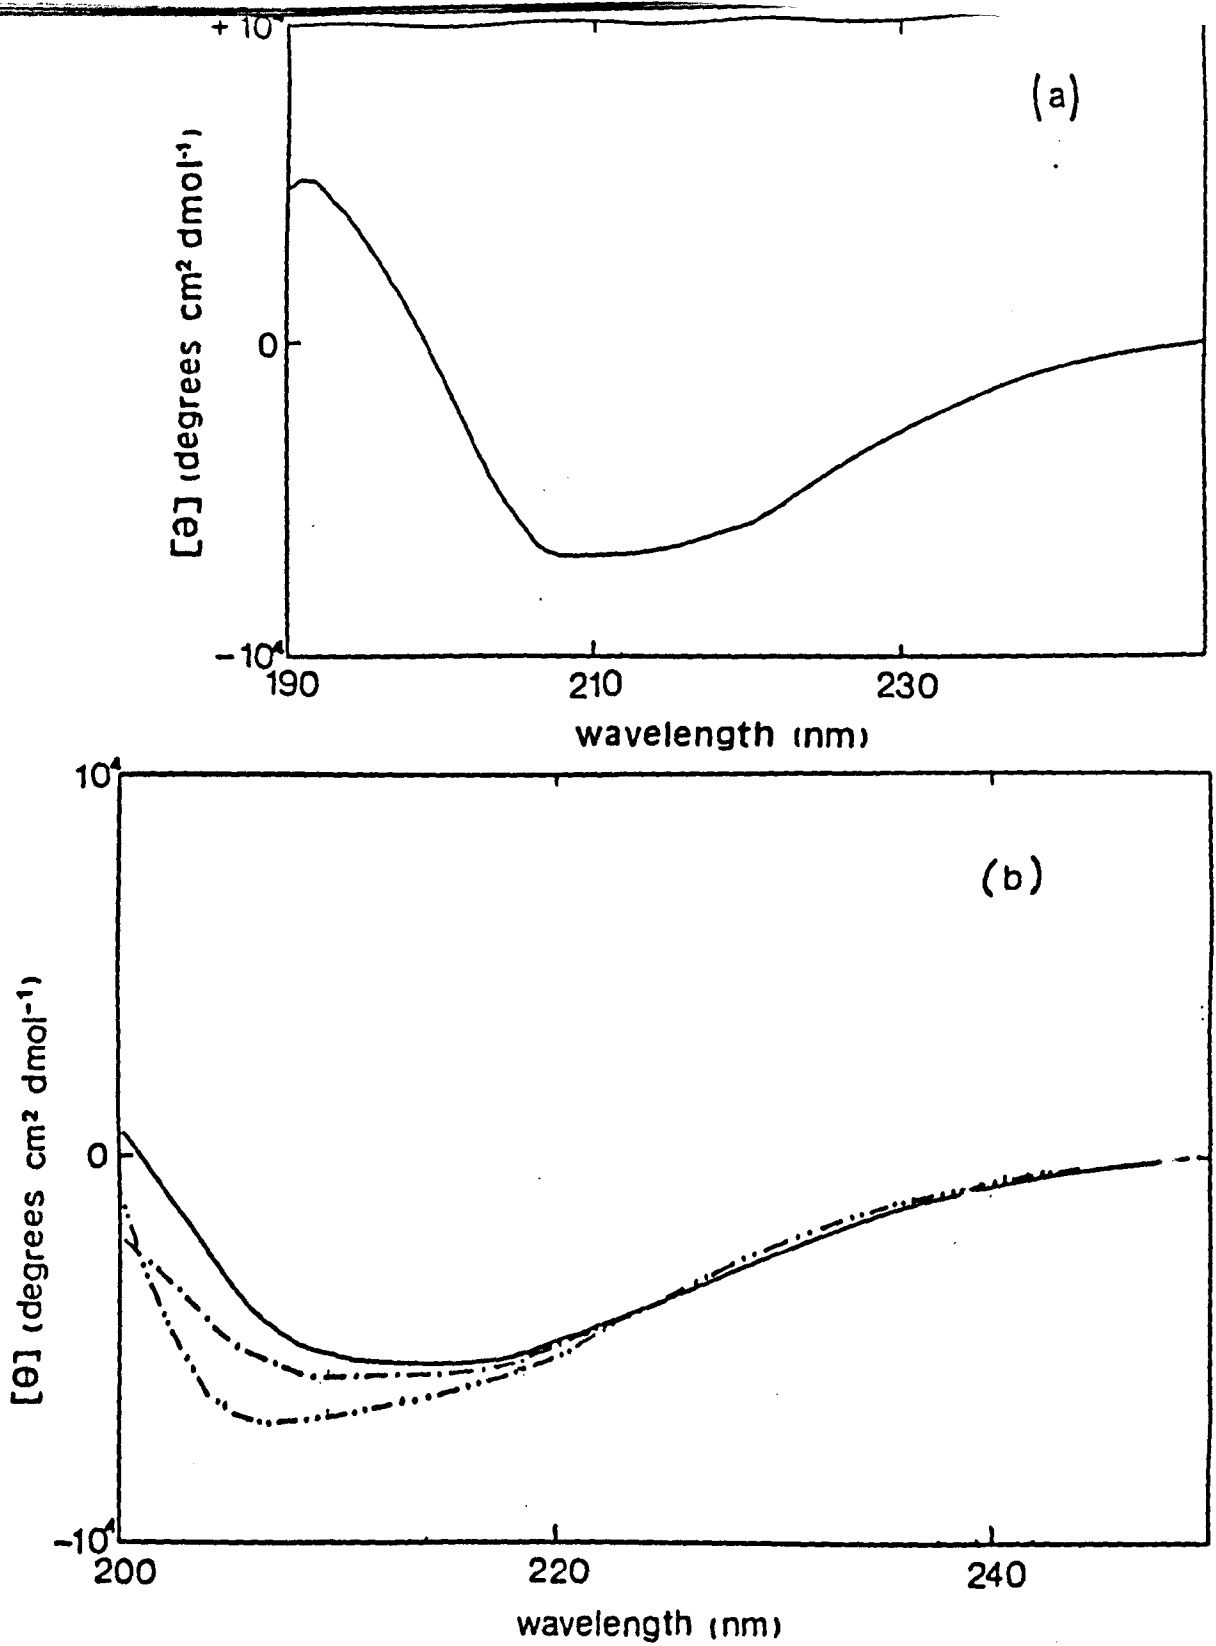 + 10
(a)
[θ] (degrees cm² dmol⁻¹)
0
-10⁴
190 210 230
wavelength (nm)
10⁴
(b)
[θ] (degrees cm² dmol⁻¹)
0
-10⁴
200 220 240
wavelength (nm)